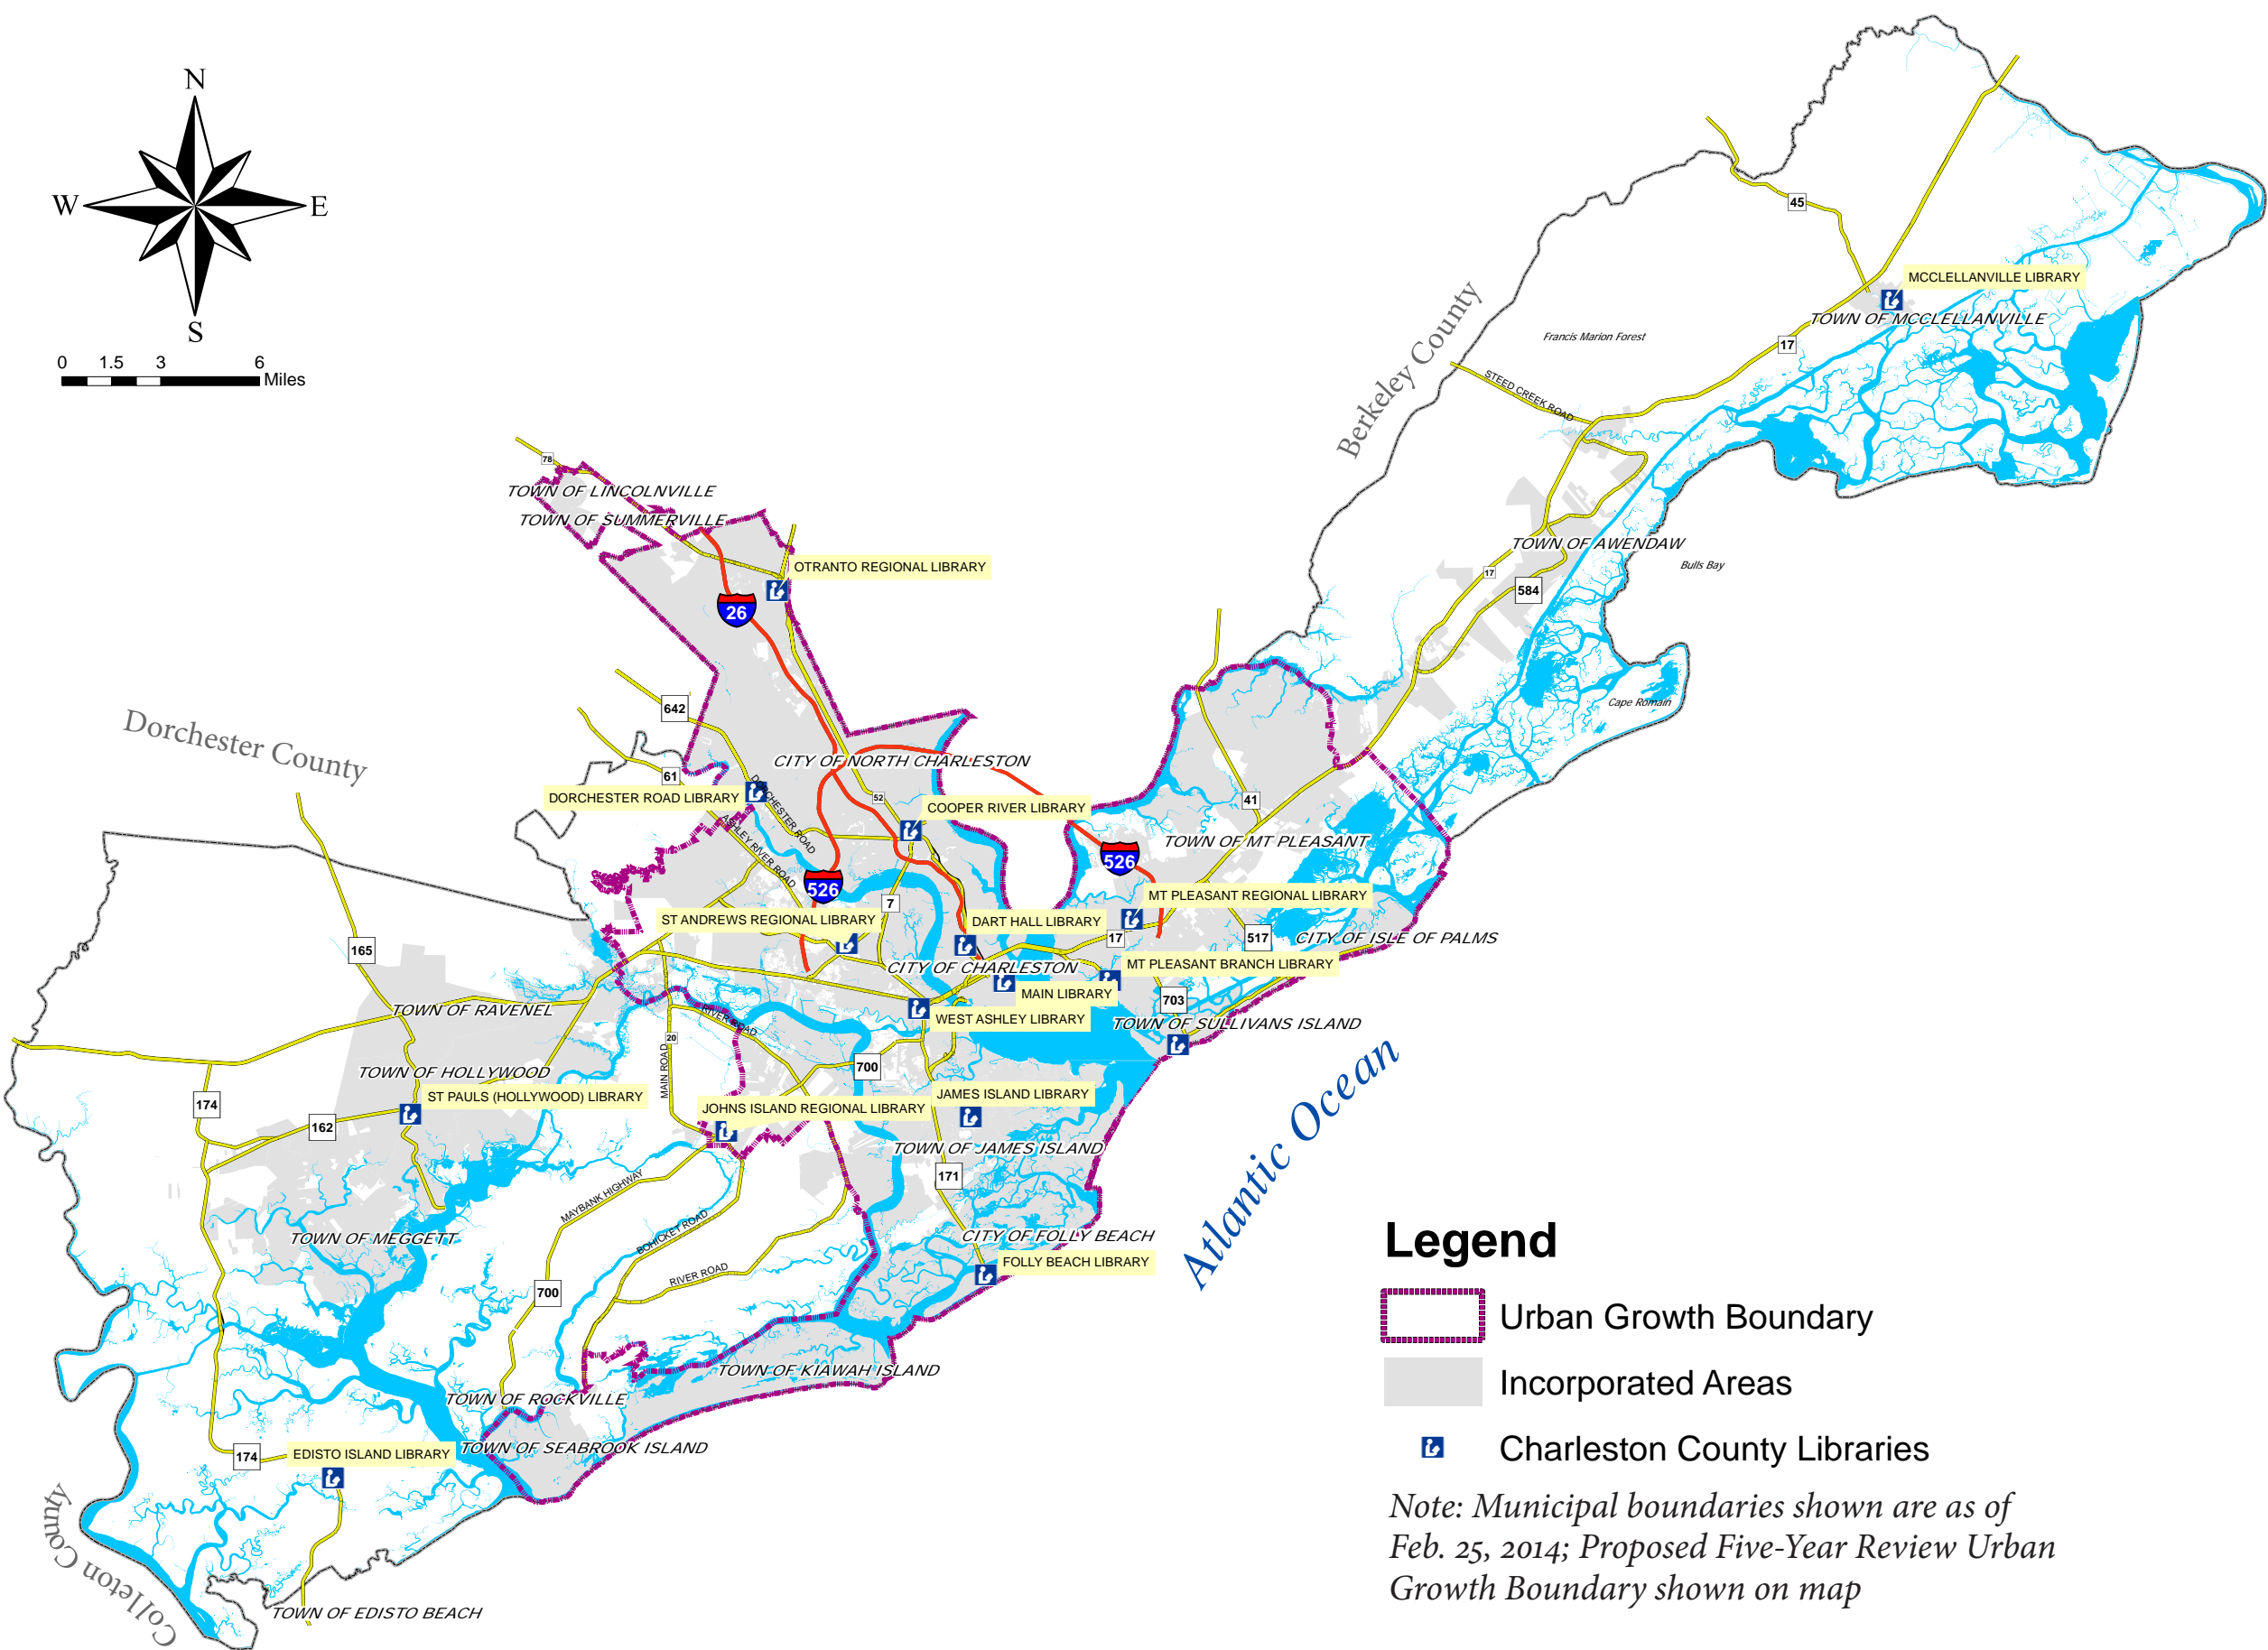 N
W
E
S
0 1.5 3 6
Miles
45
MCCLELLANVILLE LIBRARY
TOWN OF MCCLELLANVILLE
Francis Marion Forest
17
Berkeley County
STEED CREEK ROAD
78
TOWN OF LINCOLNVILLE
TOWN OF SUMMERVILLE
TOWN OF AWENDAW
Bulls Bay
OTRANTO REGIONAL LIBRARY
17
584
26
Cape Romain
642
Dorchester County
CITY OF NORTH CHARLESTON
61
DORCHESTER ROAD LIBRARY
DORCHESTER ROAD
52
COOPER RIVER LIBRARY
41
ASHLEY RIVER ROAD
TOWN OF MT PLEASANT
526
526
MT PLEASANT REGIONAL LIBRARY
7
ST ANDREWS REGIONAL LIBRARY
DART HALL LIBRARY
17
517
CITY OF ISLE OF PALMS
165
CITY OF CHARLESTON
MT PLEASANT BRANCH LIBRARY
MAIN LIBRARY
703
TOWN OF RAVENEL
RIVER ROAD
WEST ASHLEY LIBRARY
TOWN OF SULLIVANS ISLAND
20
MAIN ROAD
700
TOWN OF HOLLYWOOD
ST PAULS (HOLLYWOOD) LIBRARY
174
162
JAMES ISLAND LIBRARY
JOHNS ISLAND REGIONAL LIBRARY
TOWN OF JAMES ISLAND
171
Atlantic Ocean
MAYBANK HIGHWAY
BOHICKET ROAD
TOWN OF MEGGETT
CITY OF FOLLY BEACH
FOLLY BEACH LIBRARY
RIVER ROAD
700
TOWN OF KIAWAH ISLAND
TOWN OF ROCKVILLE
TOWN OF SEABROOK ISLAND
174
EDISTO ISLAND LIBRARY
Colleton County
TOWN OF EDISTO BEACH
Legend
Urban Growth Boundary
Incorporated Areas
Charleston County Libraries
Note: Municipal boundaries shown are as of
Feb. 25, 2014; Proposed Five-Year Review Urban
Growth Boundary shown on map